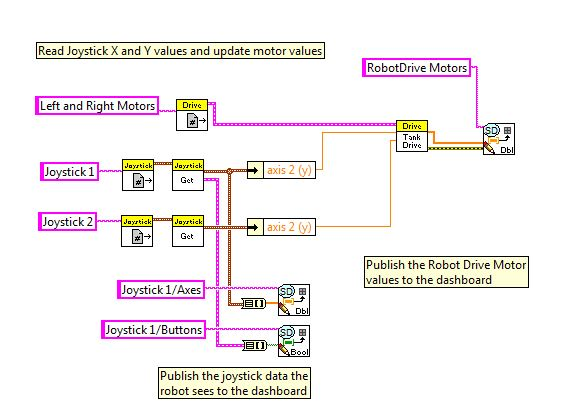 Read Joystick X and Y values and update motor values
RobotDrive Motors
Left and Right Motors
Drive
#
Drive
Tank
Drive
SD
Dbl
Joystick 1
Joystick
#
Joystick
Get
axis 2 (y)
Joystick 2
Joystick
#
Joystick
Get
axis 2 (y)
Publish the Robot Drive Motor
values to the dashboard
Joystick 1/Axes
SD
Dbl
Joystick 1/Buttons
SD
Bool
Publish the joystick data the
robot sees to the dashboard